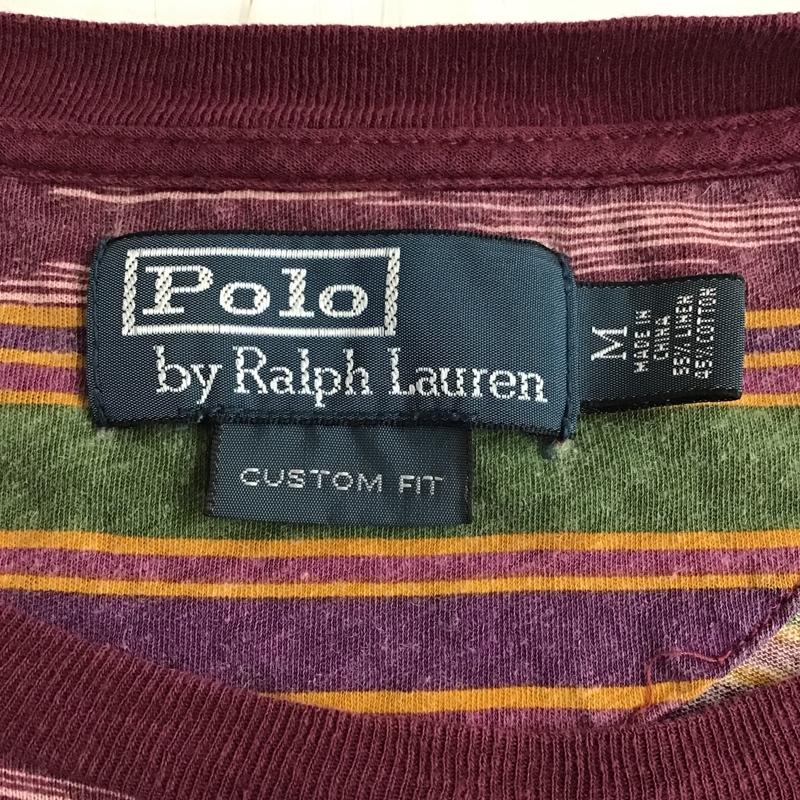 Polo
by Ralph Lauren
CUSTOM FIT
M
MADE IN
CHINA
55% LINEN
45% COTTON